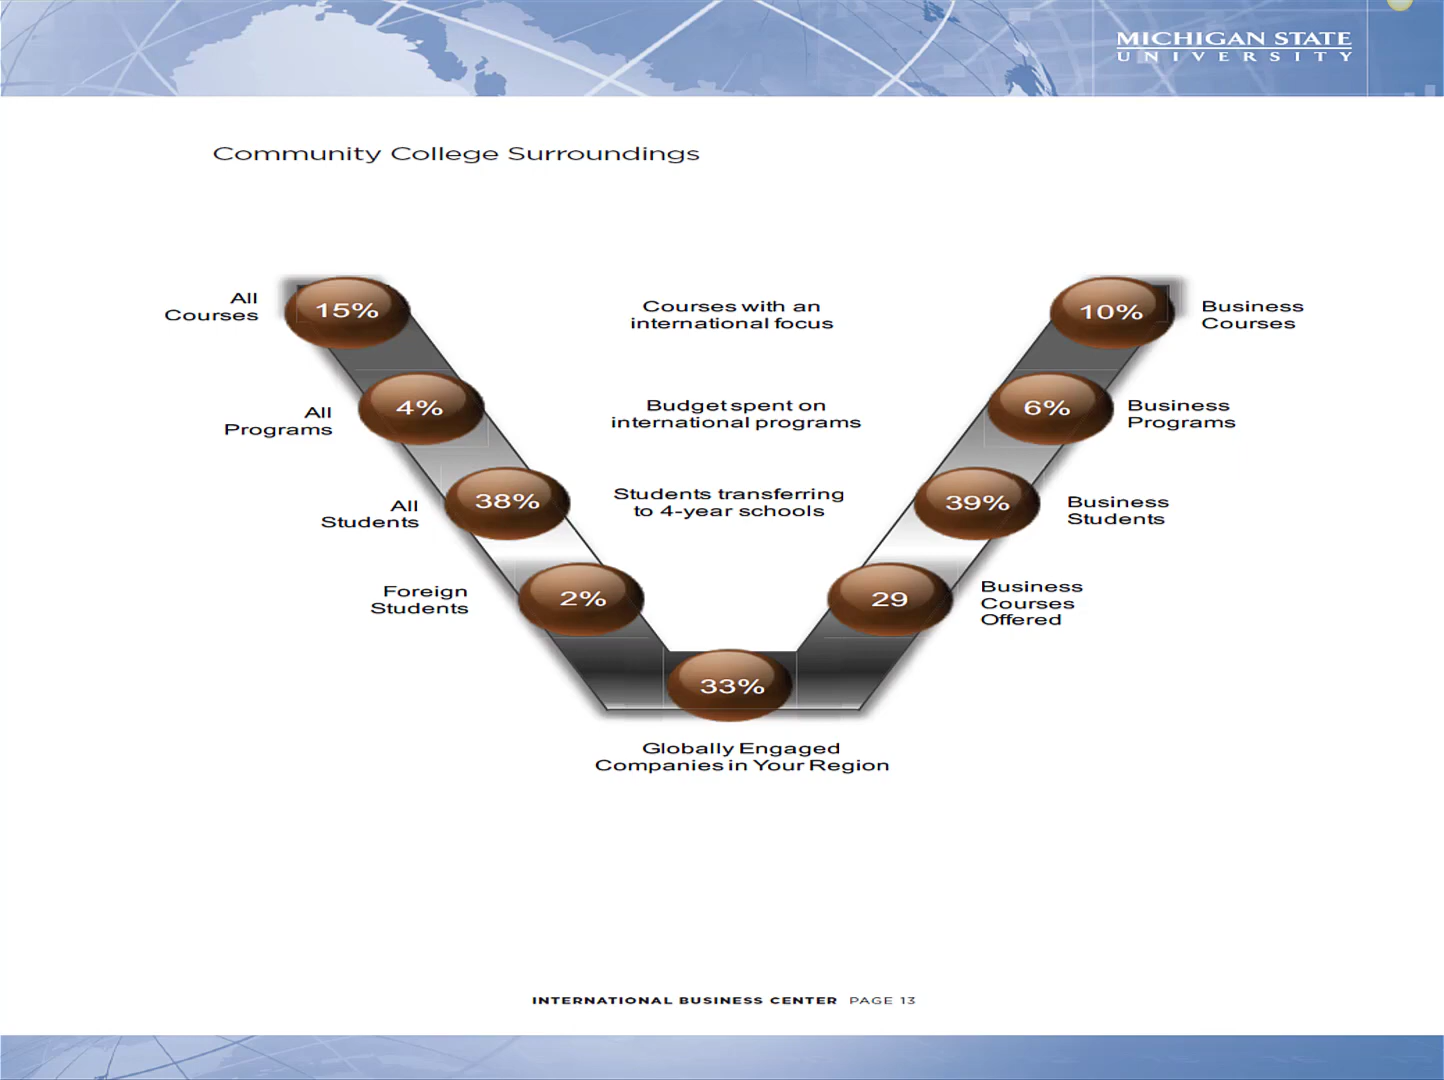 MICHIGAN STATE
UNIVERSITY
Community College Surroundings
All
Courses
15%
Courses with an
international focus
10%
Business
Courses
All
Programs
4%
Budget spent on
international programs
6%
Business
Programs
All
Students
38%
Students transferring
to 4-year schools
39%
Business
Students
Foreign
Students
2%
29
Business
Courses
Offered
33%
Globally Engaged
Companies in Your Region
INTERNATIONAL BUSINESS CENTER PAGE 13